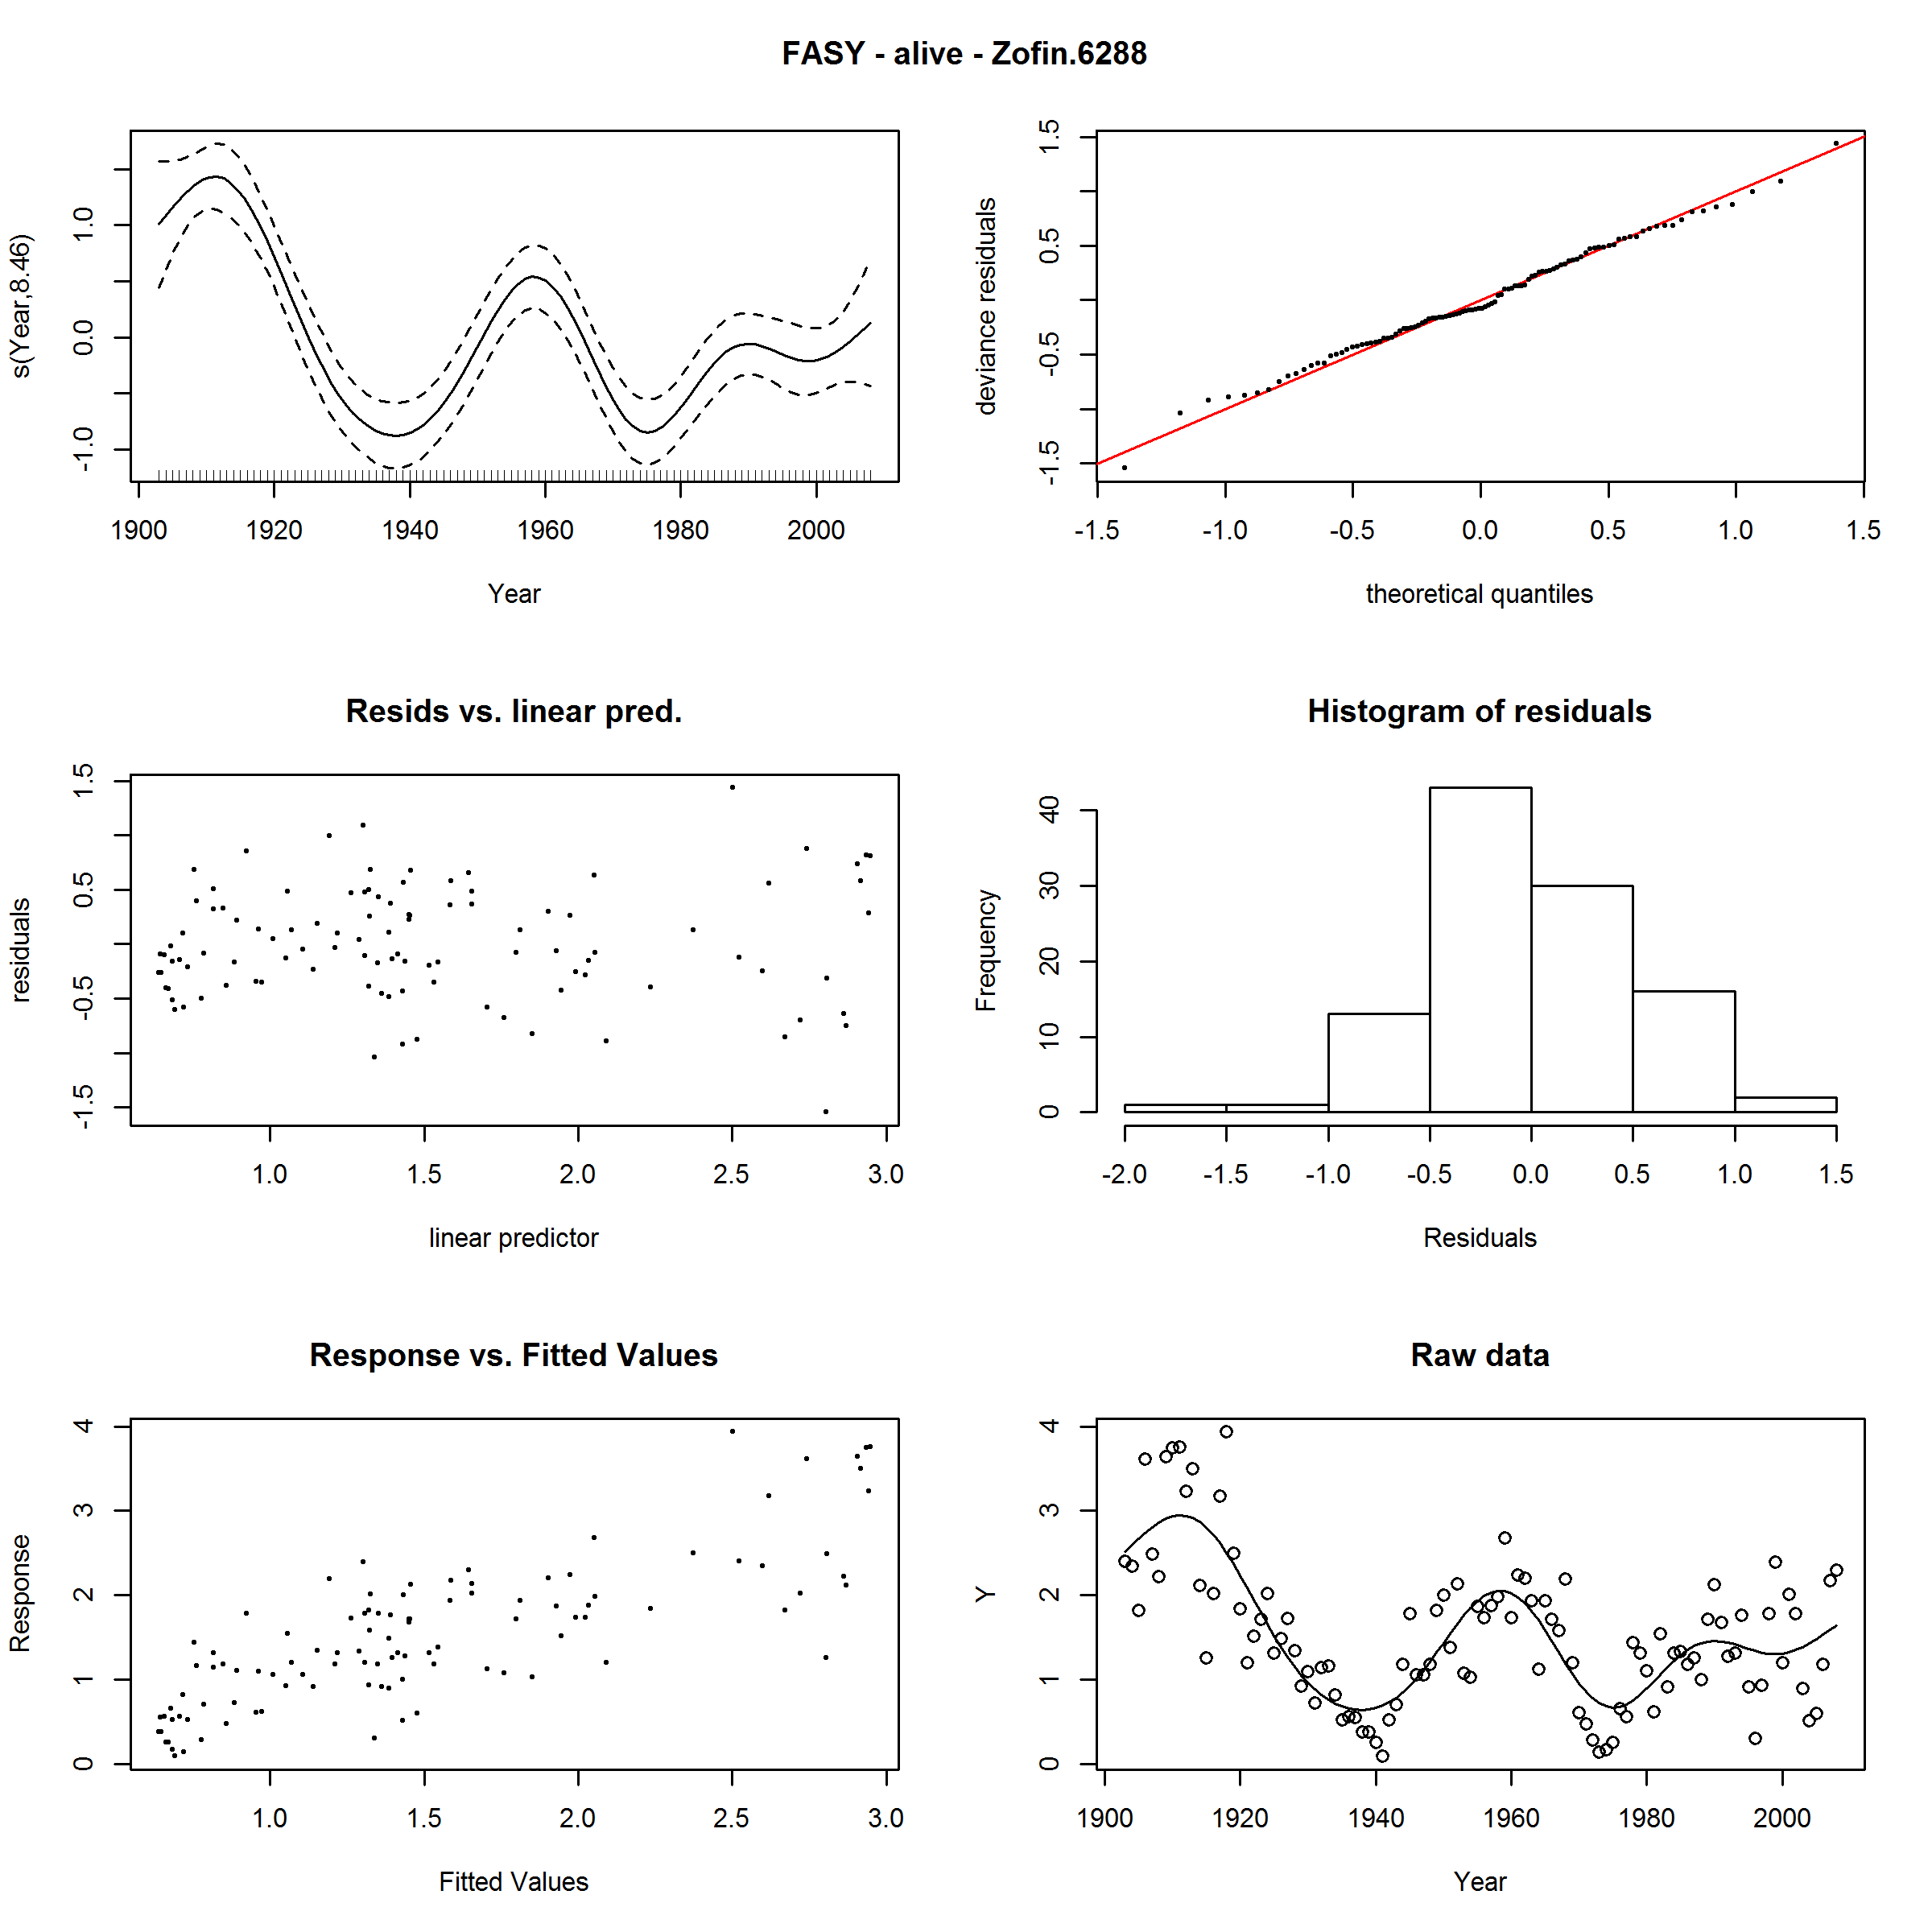 FASY - alive - Zofin.6288
s(Year,8.46)
-1.0 0.0 1.0
1900 1920 1940 1960 1980 2000
Year
deviance residuals
-1.5 -0.5 0.5 1.5
-1.5 -1.0 -0.5 0.0 0.5 1.0 1.5
theoretical quantiles
Resids vs. linear pred.
residuals
-1.5 -0.5 0.5 1.5
1.0 1.5 2.0 2.5 3.0
linear predictor
Histogram of residuals
Frequency
0 10 20 30 40
-2.0 -1.5 -1.0 -0.5 0.0 0.5 1.0 1.5
Residuals
Response vs. Fitted Values
Response
0 1 2 3 4
1.0 1.5 2.0 2.5 3.0
Fitted Values
Raw data
Y
0 1 2 3 4
1900 1920 1940 1960 1980 2000
Year